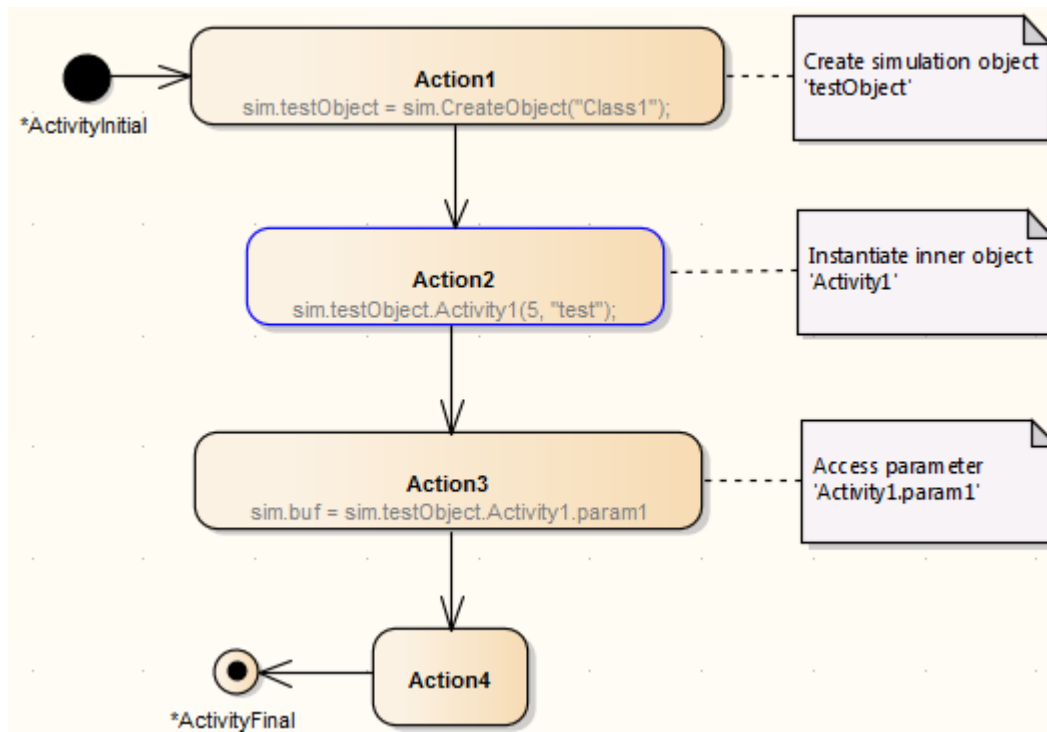 *ActivityInitial
Action1
sim.testObject = sim.CreateObject("Class1");
Create simulation object
'testObject'
Action2
sim.testObject.Activity1(5, "test");
Instantiate inner object
'Activity1'
Action3
sim.buf = sim.testObject.Activity1.param1
Access parameter
'Activity1.param1'
Action4
*ActivityFinal